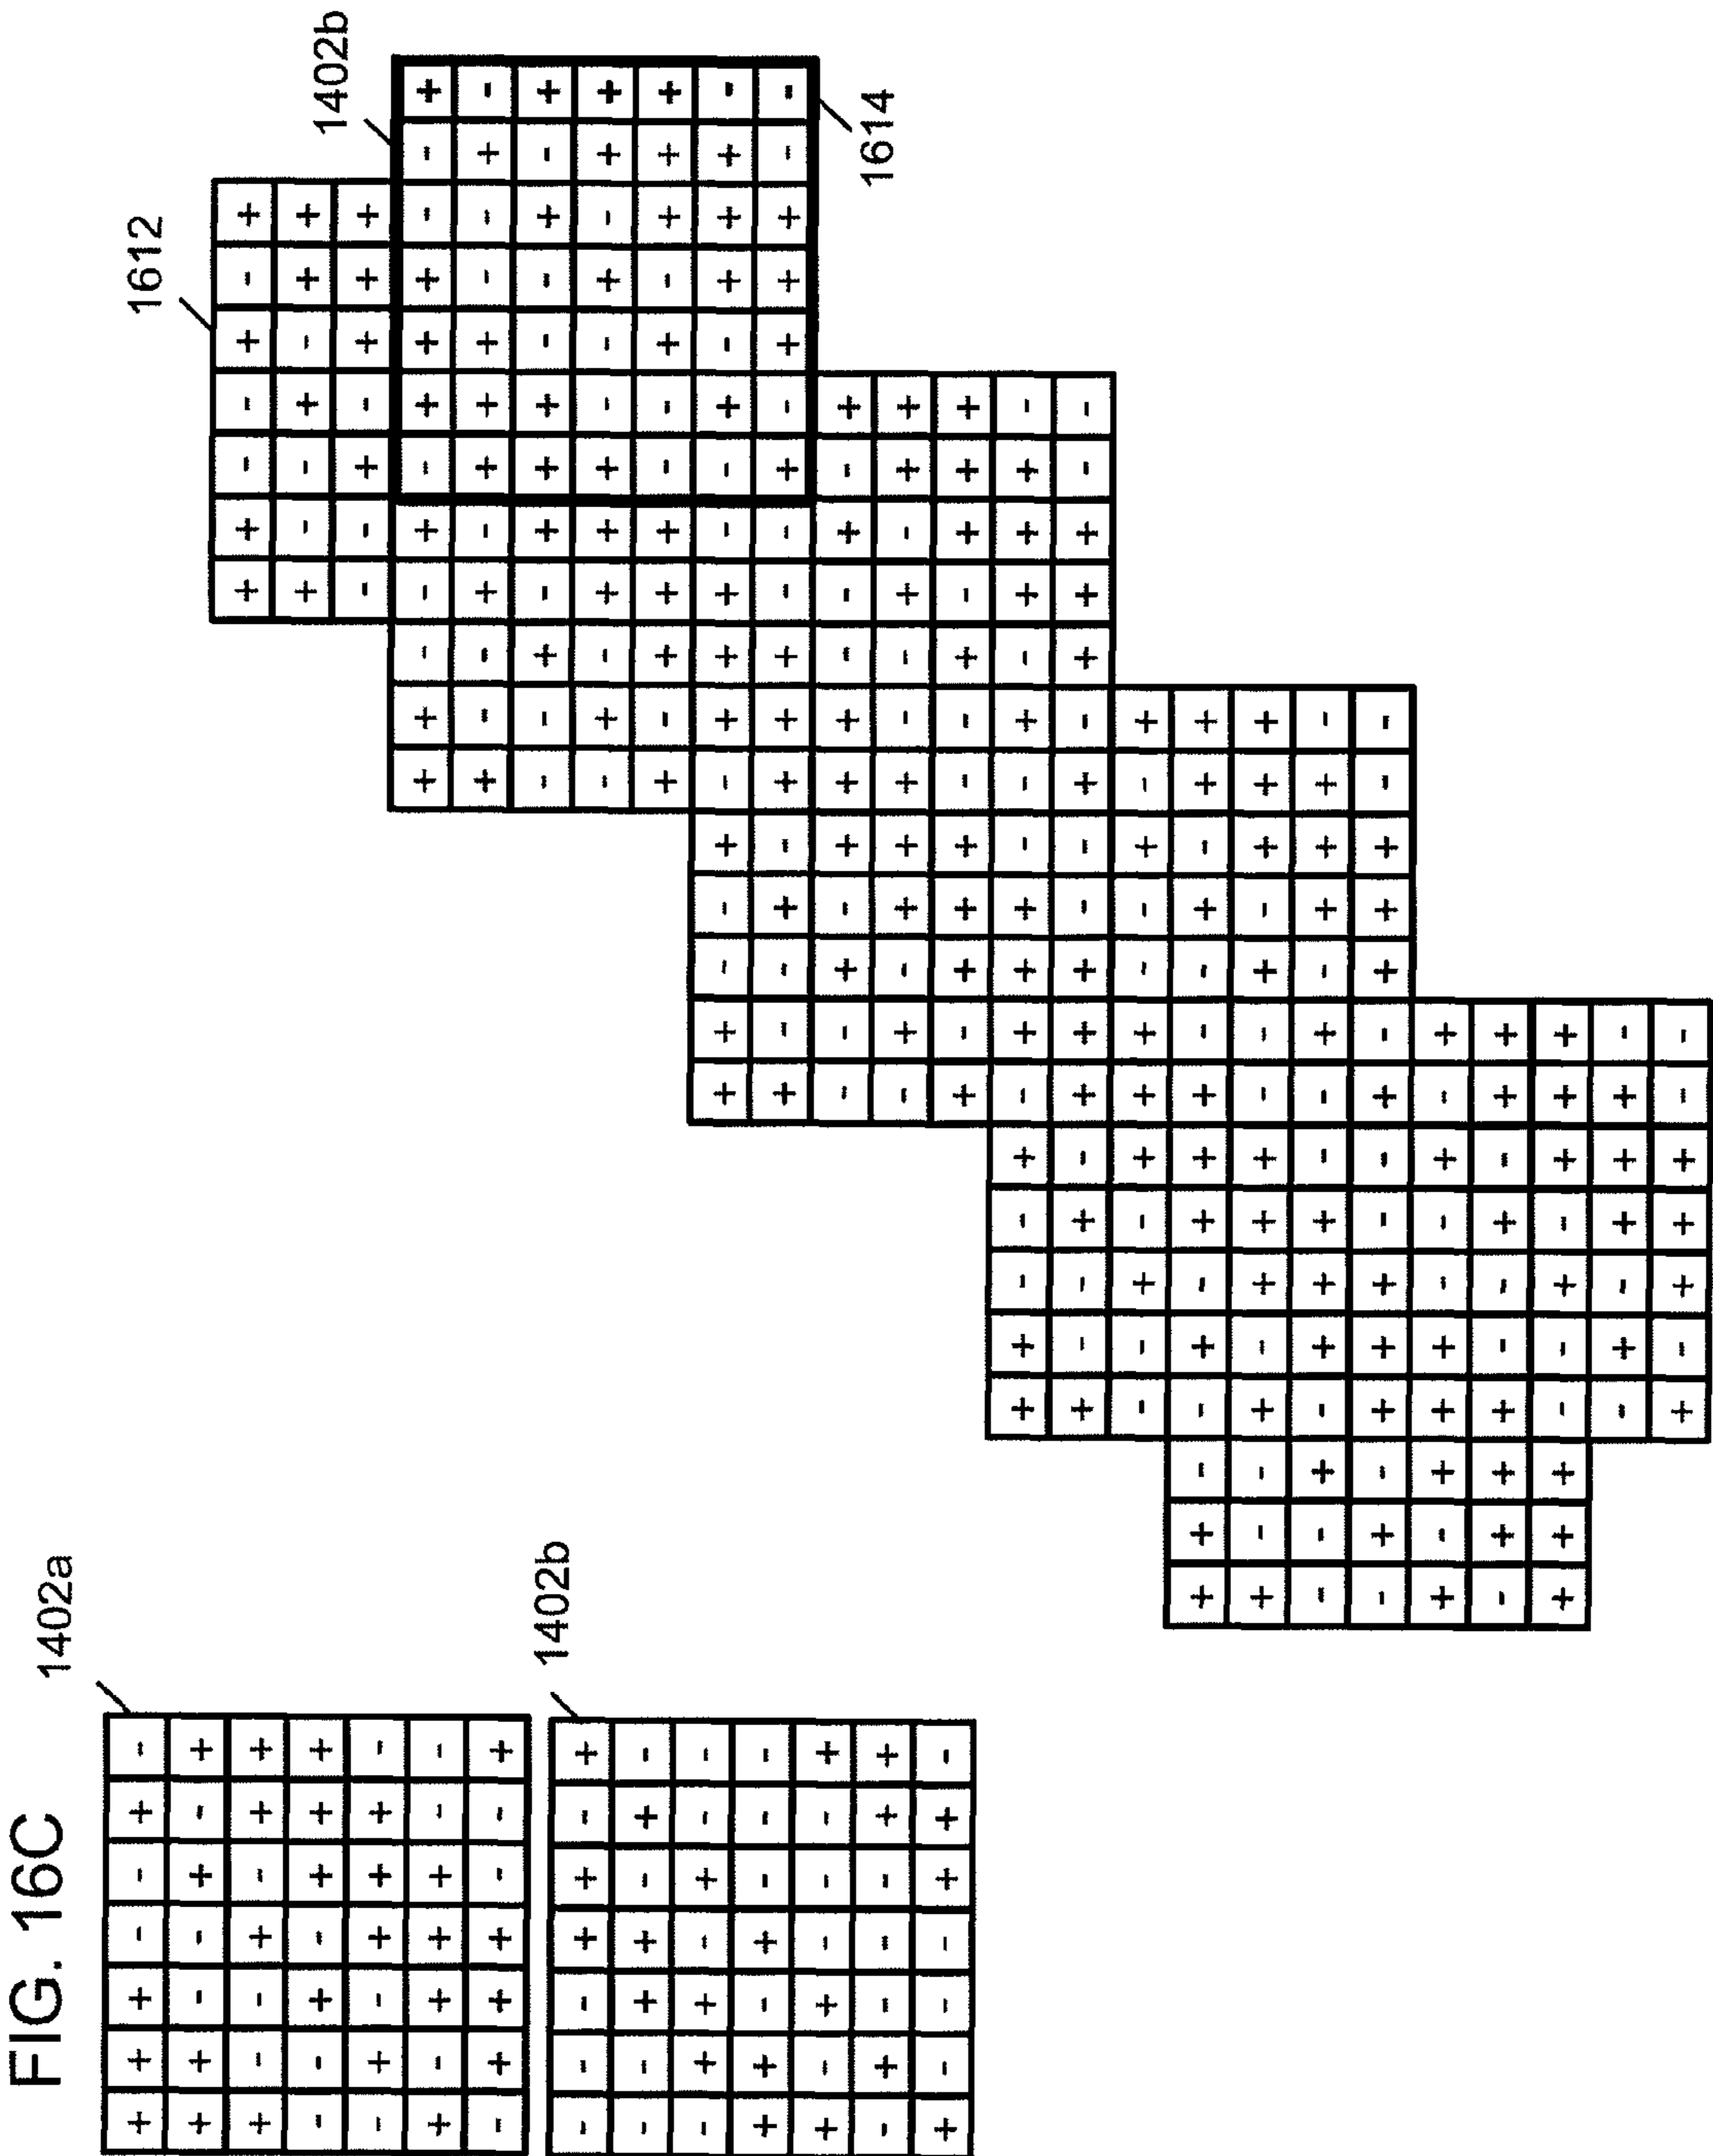 FIG. 16C
1402a
+ + + - - + -
+ + - - + - +
+ - - + - + +
- - + - + + +
- + - + + + -
+ - + + + - -
- + + + - - +
1402b
- - - + + - +
- - + + - + -
- + + - + - -
+ + - + - - -
+ - + - - - +
- + - - - + +
+ - - - + + -
1612
+ + - - + - +
+ - - + - + +
- - + - + + +
1402b
+ + - - + - + + + - - +
+ - - + - + + + - - + -
- - + - + + + - - + - +
- + - + + + - - + - + +
+ - + + + - - + - + + +
+ + - - + - + + + - - + - + + + -
+ - - + - + + + - - + - + + + - -
1614
- - + - + + + - - + - +
- + - + + + - - + - + +
+ - + + + - - + - + + +
+ + - - + - + + + - - + - + + + -
+ - - + - + + + - - + - + + + - -
- - + - + + + - - + - +
+ + - - + - + + + - - + - + +
+ - - + - + + + - - + - + + +
- - + - + + + - - + - + + + -
- + - + + + - - + - + + + - -
+ - + + + - - + - +
- + + + - - + - + +
+ + + - - + - + + +
- + - + + + -
+ - + + + - -